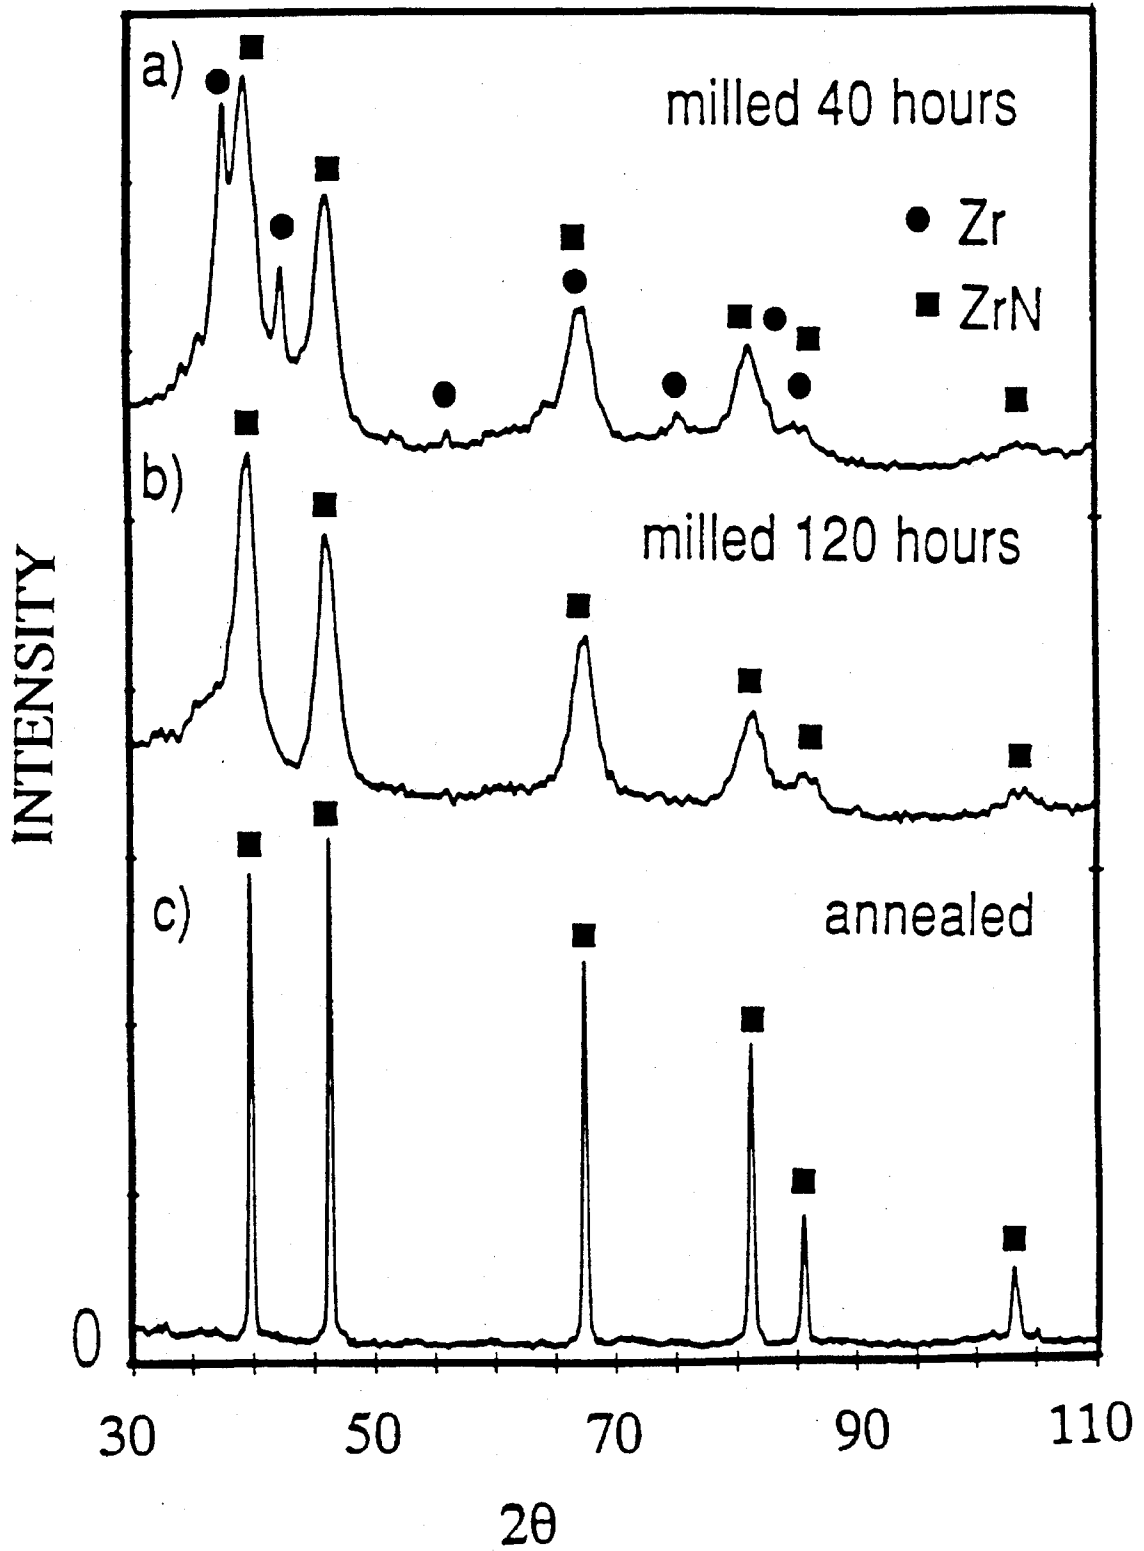 a)
milled 40 hours
● Zr
■ ZrN
b)
milled 120 hours
INTENSITY
c)
annealed
0
30 50 70 90 110
2θ